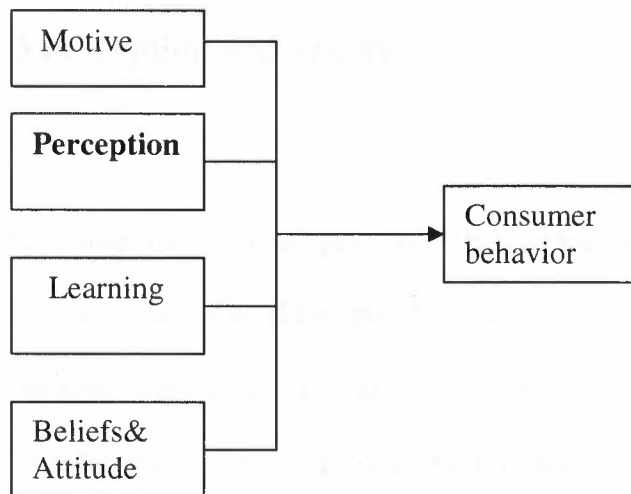 Motive
Perception
Learning
Beliefs&
Attitude
Consumer
behavior